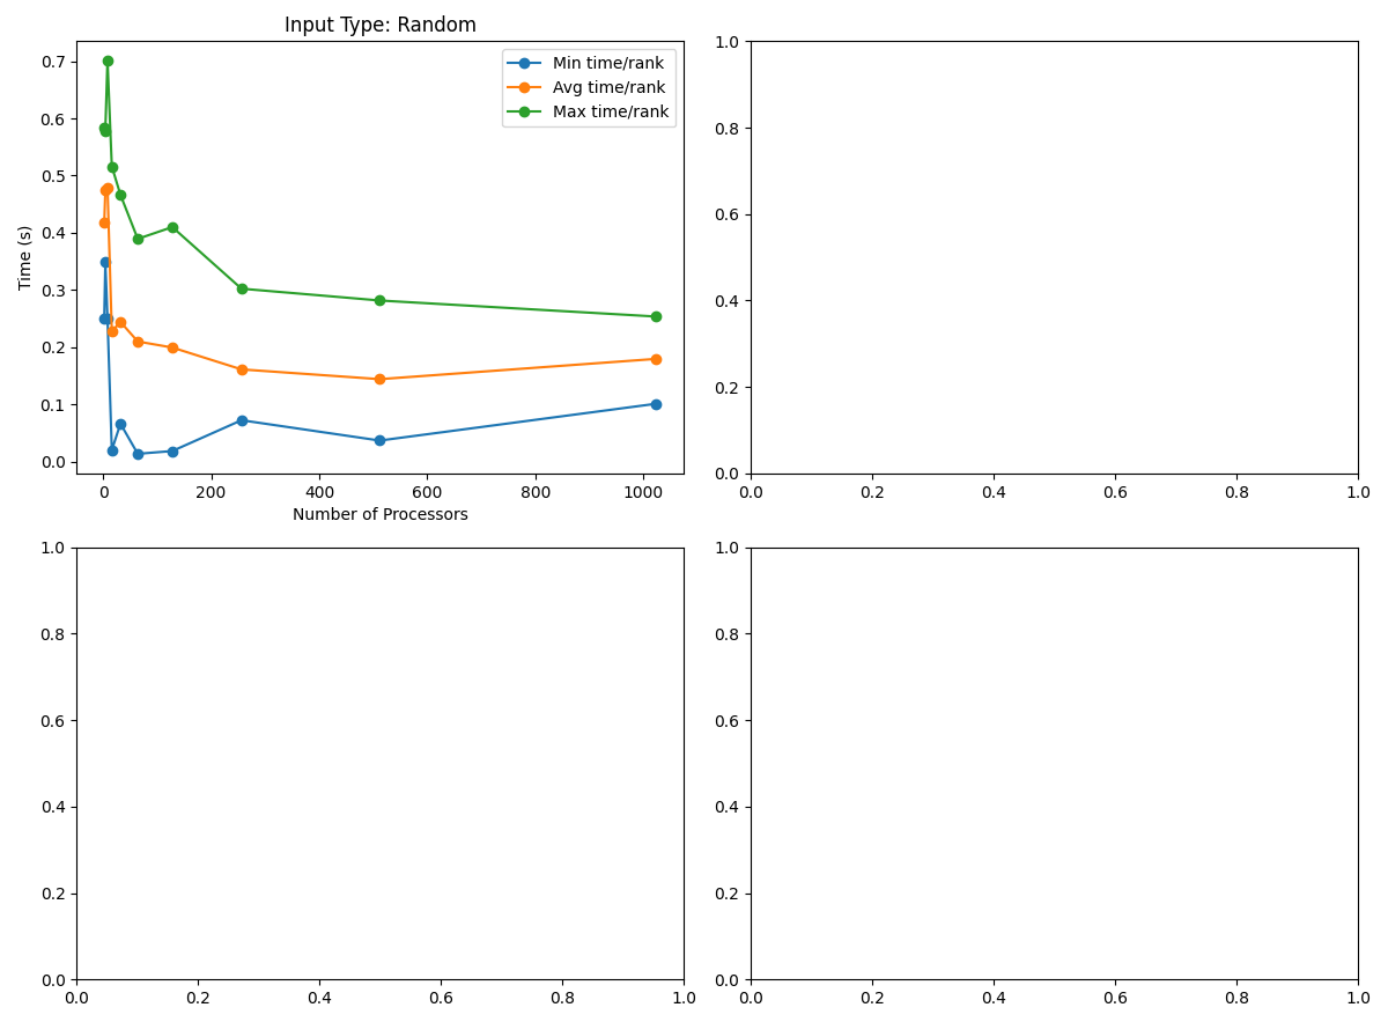 Input Type: Random
0.7
0.6
0.5
0.4
0.3
0.2
0.1
0.0
Time (s)
Min time/rank
Avg time/rank
Max time/rank
0 200 400 600 800 1000
Number of Processors
1.0
0.8
0.6
0.4
0.2
0.0
0.0 0.2 0.4 0.6 0.8 1.0
1.0
0.8
0.6
0.4
0.2
0.0
0.0 0.2 0.4 0.6 0.8 1.0
1.0
0.8
0.6
0.4
0.2
0.0
0.0 0.2 0.4 0.6 0.8 1.0